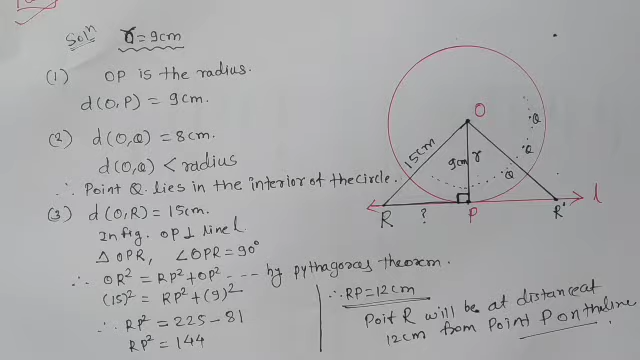 Solⁿ r = 9cm
(1) OP is the radius.
d(O,P) = 9cm.
(2) d(O,Q) = 8cm.
d(O,Q) < radius
∴ Point Q. lies in the interior of the circle.
(3) d(O,R) = 15cm.
In fig. OP ⊥ line l.
△ OPR, ∠OPR = 90°
∴ OR² = RP² + OP² ---- by pythagoras theorem.
(15)² = RP² + (9)²
∴ RP² = 225 - 81
RP² = 144
∴ RP = 12cm
Poit R will be at distance at
12cm from point P on the line
O
15cm
9cm r
Q
Q
Q
R ? P R' l